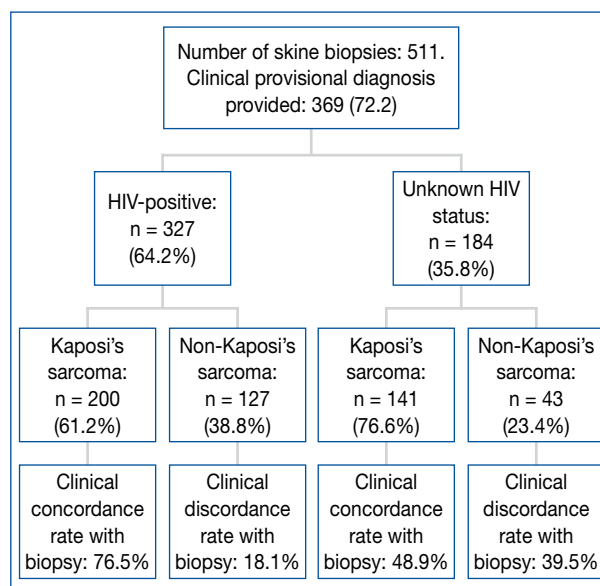 Number of skine biopsies: 511.
Clinical provisional diagnosis
provided: 369 (72.2)
HIV-positive:
n = 327
(64.2%)
Unknown HIV
status:
n = 184
(35.8%)
Kaposi's
sarcoma:
n = 200
(61.2%)
Non-Kaposi's
sarcoma:
n = 127
(38.8%)
Kaposi's
sarcoma:
n = 141
(76.6%)
Non-Kaposi's
sarcoma:
n = 43
(23.4%)
Clinical
concordance
rate with
biopsy: 76.5%
Clinical
discordance
rate with
biopsy: 18.1%
Clinical
concordance
rate with
biopsy: 48.9%
Clinical
discordance
rate with
biopsy: 39.5%